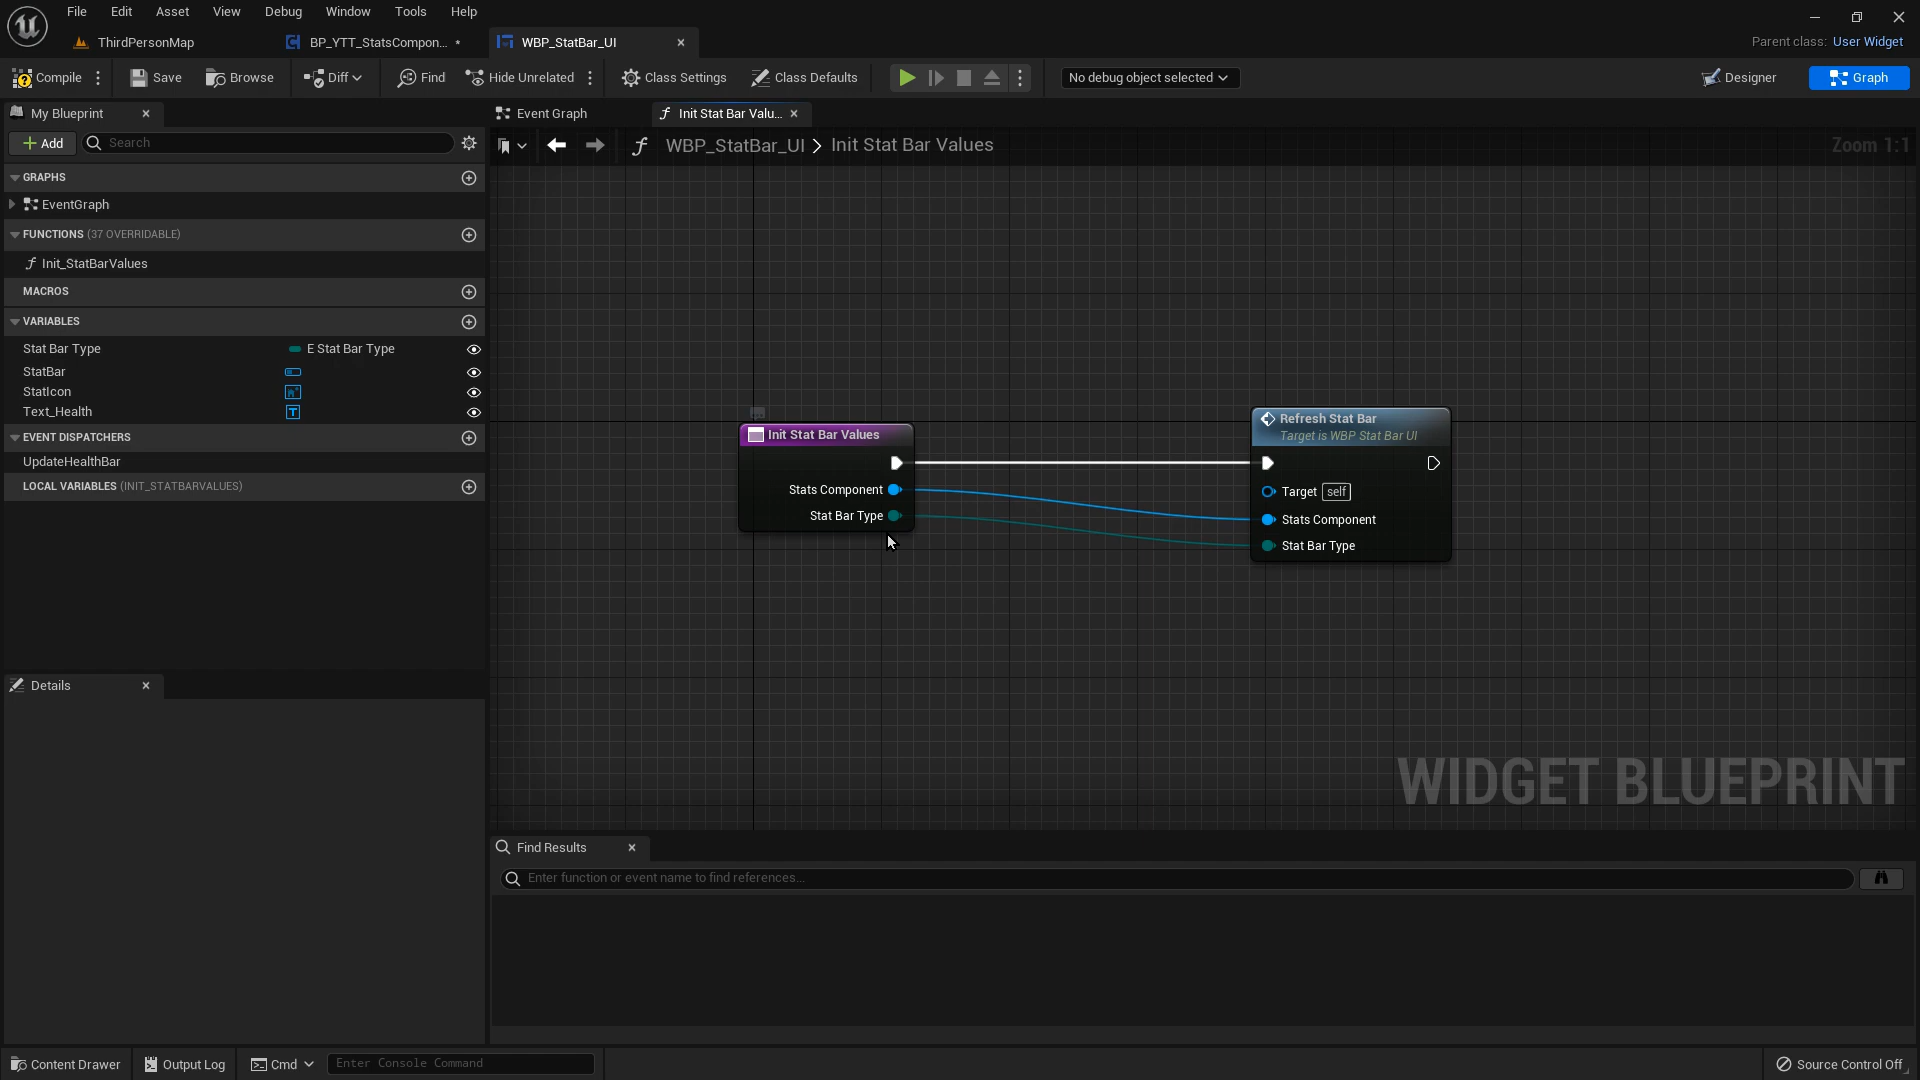 File Edit Asset View Debug Window Tools Help
ThirdPersonMap
BP_YTT_StatsCompon... *
WBP_StatBar_UI
Parent class: User Widget
Compile Save Browse Diff Find Hide Unrelated Class Settings Class Defaults No debug object selected Designer Graph
My Blueprint
Event Graph
Init Stat Bar Valu...
Add Search
WBP_StatBar_UI > Init Stat Bar Values
Zoom 1:1
GRAPHS
EventGraph
FUNCTIONS (37 OVERRIDABLE)
Init_StatBarValues
MACROS
VARIABLES
Stat Bar Type E Stat Bar Type
StatBar
StatIcon
Text_Health
EVENT DISPATCHERS
UpdateHealthBar
LOCAL VARIABLES (INIT_STATBARVALUES)
Init Stat Bar Values
Stats Component
Stat Bar Type
Refresh Stat Bar
Target is WBP Stat Bar UI
Target self
Stats Component
Stat Bar Type
WIDGET BLUEPRINT
Details
Find Results
Enter function or event name to find references...
Content Drawer Output Log Cmd Enter Console Command Source Control Off